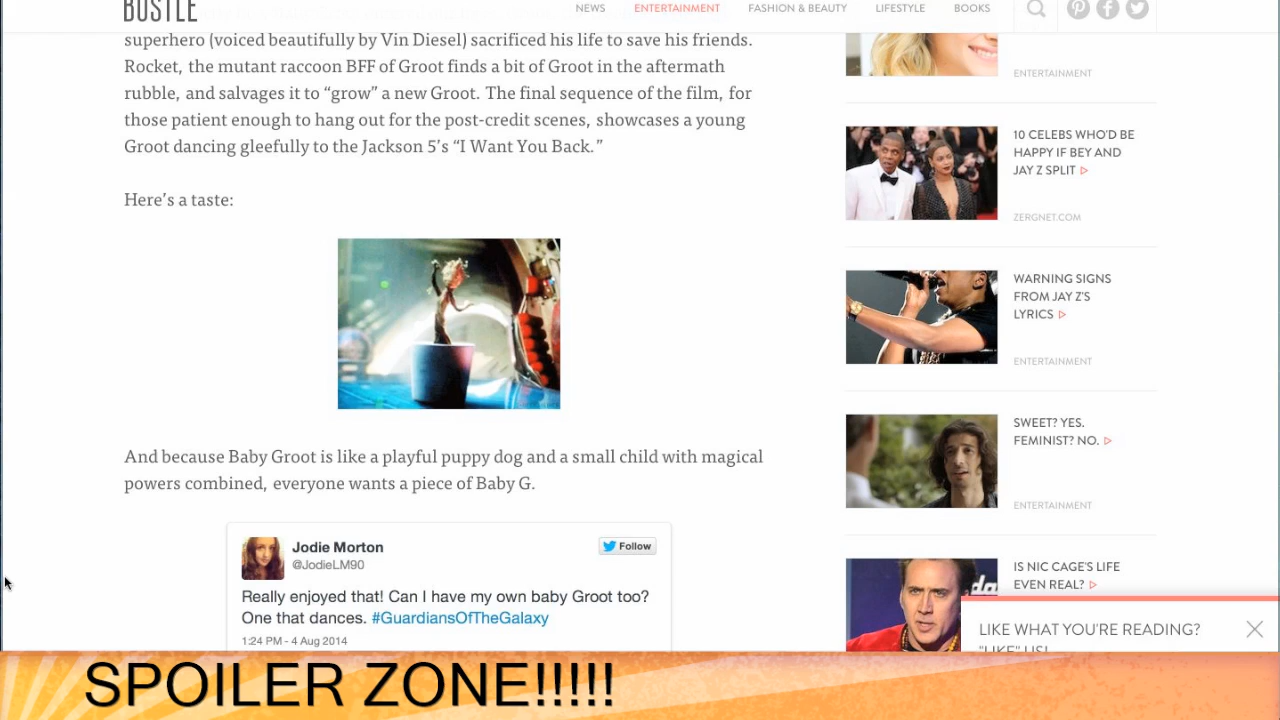 BUSTLE
NEWS
ENTERTAINMENT
FASHION & BEAUTY
LIFESTYLE
BOOKS
superhero (voiced beautifully by Vin Diesel) sacrificed his life to save his friends.
Rocket, the mutant raccoon BFF of Groot finds a bit of Groot in the aftermath
rubble, and salvages it to “grow” a new Groot. The final sequence of the film, for
those patient enough to hang out for the post-credit scenes, showcases a young
Groot dancing gleefully to the Jackson 5’s “I Want You Back.”
Here’s a taste:
And because Baby Groot is like a playful puppy dog and a small child with magical
powers combined, everyone wants a piece of Baby G.
Jodie Morton
@JodieLM90
Follow
Really enjoyed that! Can I have my own baby Groot too?
One that dances. #GuardiansOfTheGalaxy
1:24 PM - 4 Aug 2014
ENTERTAINMENT
10 CELEBS WHO'D BE
HAPPY IF BEY AND
JAY Z SPLIT
ZERGNET.COM
WARNING SIGNS
FROM JAY Z'S
LYRICS
ENTERTAINMENT
SWEET? YES.
FEMINIST? NO.
ENTERTAINMENT
IS NIC CAGE'S LIFE
EVEN REAL?
LIKE WHAT YOU'RE READING?
"LIKE" US!
SPOILER ZONE!!!!!